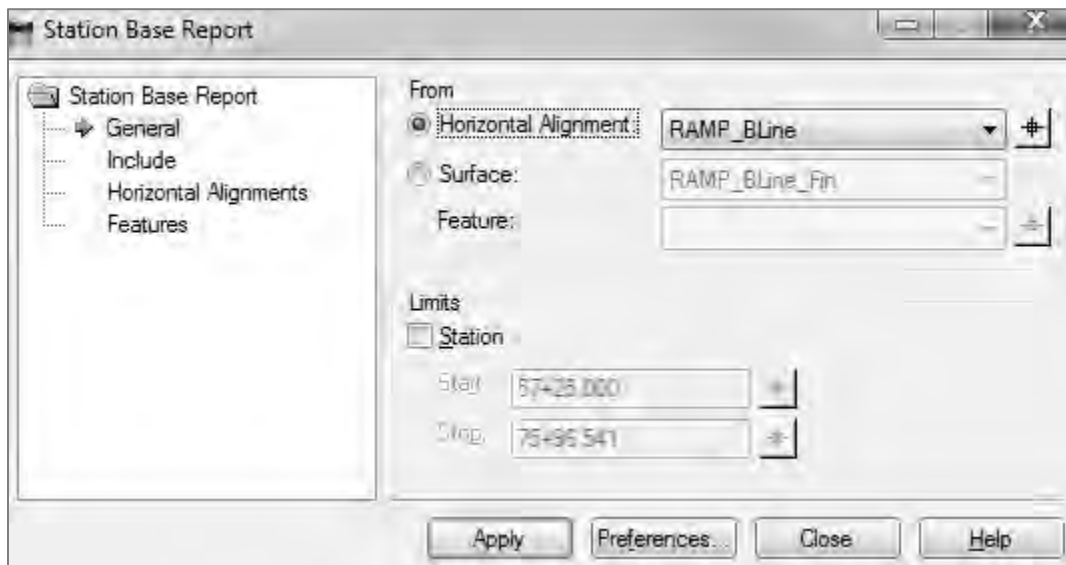 Station Base Report
Station Base Report
General
Include
Horizontal Alignments
Features
From
Horizontal Alignment:
RAMP_BLine
Surface:
RAMP_BLine_Fin
Feature:
Limits
Station
Start:
57+25.000
Stop:
75+96.541
Apply
Preferences...
Close
Help